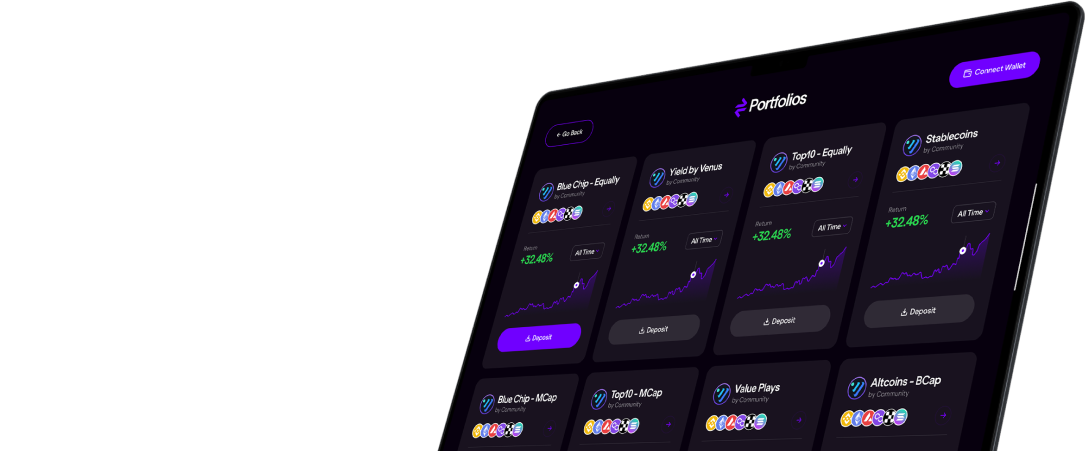 Portfolios
Connect Wallet
← Go Back
Blue Chip - Equally
by Community
Return
+32.48%
All Time
Deposit
Yield by Venus
by Community
Return
+32.48%
All Time
Deposit
Top10 - Equally
by Community
Return
+32.48%
All Time
Deposit
Stablecoins
by Community
Return
+32.48%
All Time
Deposit
Blue Chip - MCap
by Community
Top10 - MCap
by Community
Value Plays
by Community
Altcoins - BCap
by Community